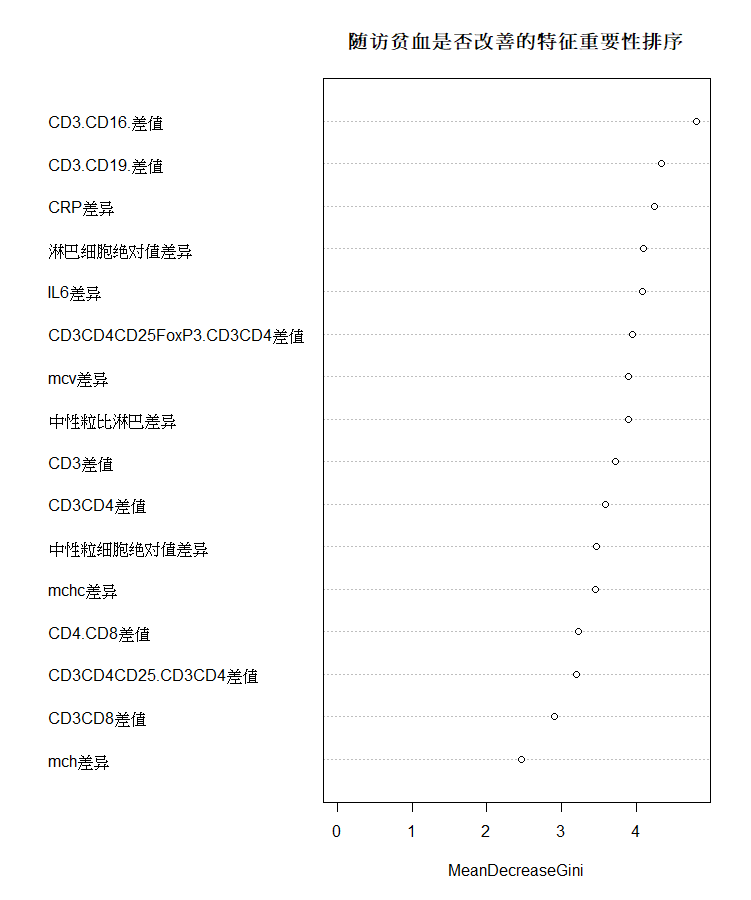 随访贫血是否改善的特征重要性排序
CD3.CD16.差值
CD3.CD19.差值
CRP差异
淋巴细胞绝对值差异
IL6差异
CD3CD4CD25FoxP3.CD3CD4差值
mcv差异
中性粒比淋巴差异
CD3差值
CD3CD4差值
中性粒细胞绝对值差异
mchc差异
CD4.CD8差值
CD3CD4CD25.CD3CD4差值
CD3CD8差值
mch差异
0 1 2 3 4
MeanDecreaseGini